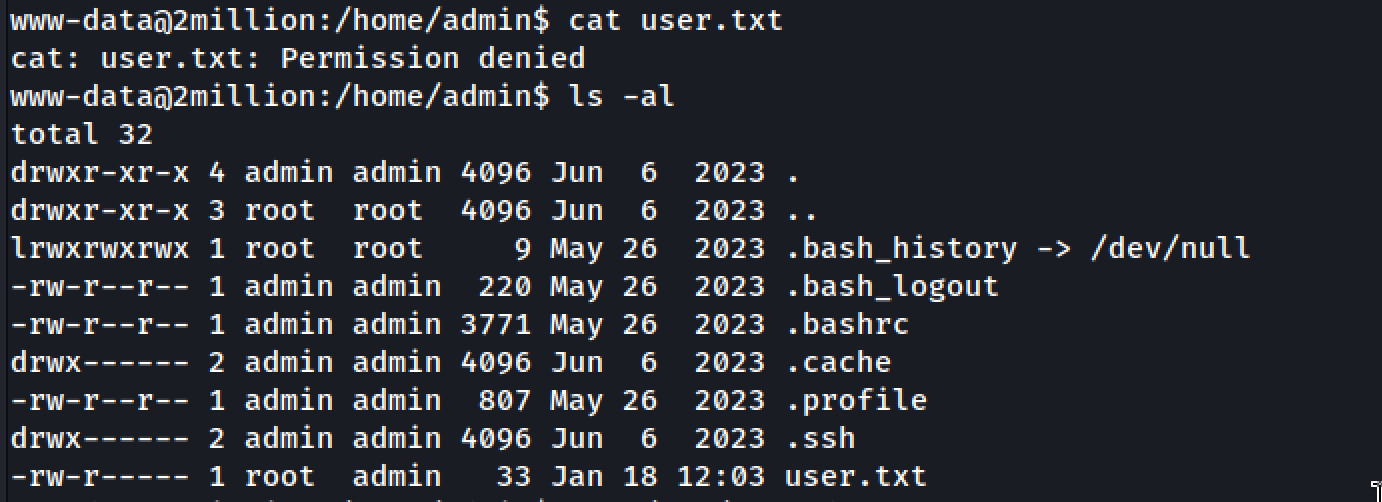 www-data@2million:/home/admin$ cat user.txt
cat: user.txt: Permission denied
www-data@2million:/home/admin$ ls -al
total 32
drwxr-xr-x 4 admin admin 4096 Jun  6  2023 .
drwxr-xr-x 3 root  root  4096 Jun  6  2023 ..
lrwxrwxrwx 1 root  root     9 May 26  2023 .bash_history -> /dev/null
-rw-r--r-- 1 admin admin  220 May 26  2023 .bash_logout
-rw-r--r-- 1 admin admin 3771 May 26  2023 .bashrc
drwx------ 2 admin admin 4096 Jun  6  2023 .cache
-rw-r--r-- 1 admin admin  807 May 26  2023 .profile
drwx------ 2 admin admin 4096 Jun  6  2023 .ssh
-rw-r----- 1 root  admin   33 Jan 18 12:03 user.txt